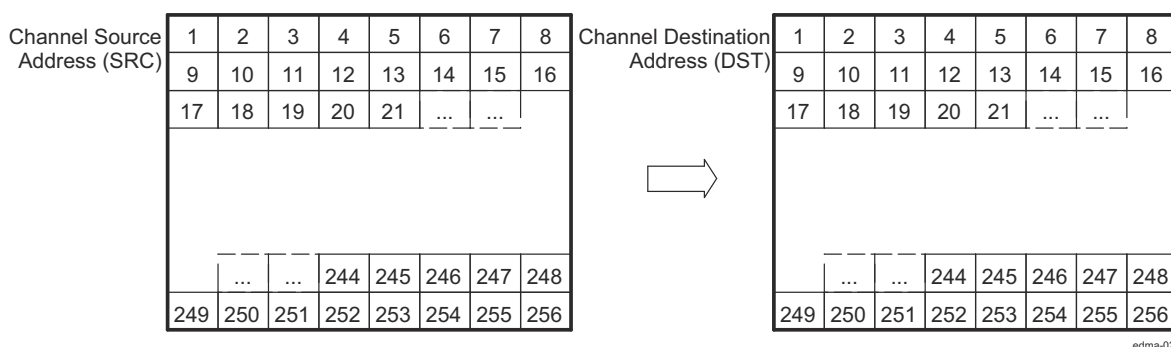 Channel Source Address (SRC)
1 2 3 4 5 6 7 8
9 10 11 12 13 14 15 16
17 18 19 20 21 ... ...
... ... 244 245 246 247 248
249 250 251 252 253 254 255 256
Channel Destination Address (DST)
1 2 3 4 5 6 7 8
9 10 11 12 13 14 15 16
17 18 19 20 21 ... ...
... ... 244 245 246 247 248
249 250 251 252 253 254 255 256